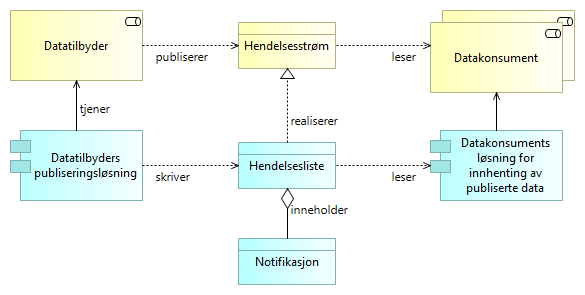 Datatilbyder
publiserer
Hendelsesstrøm
leser
Datakonsument
tjener
realiserer
Datatilbyders
publiseringsløsning
skriver
Hendelsesliste
leser
Datakonsuments
løsning for
innhenting av
publiserte data
inneholder
Notifikasjon